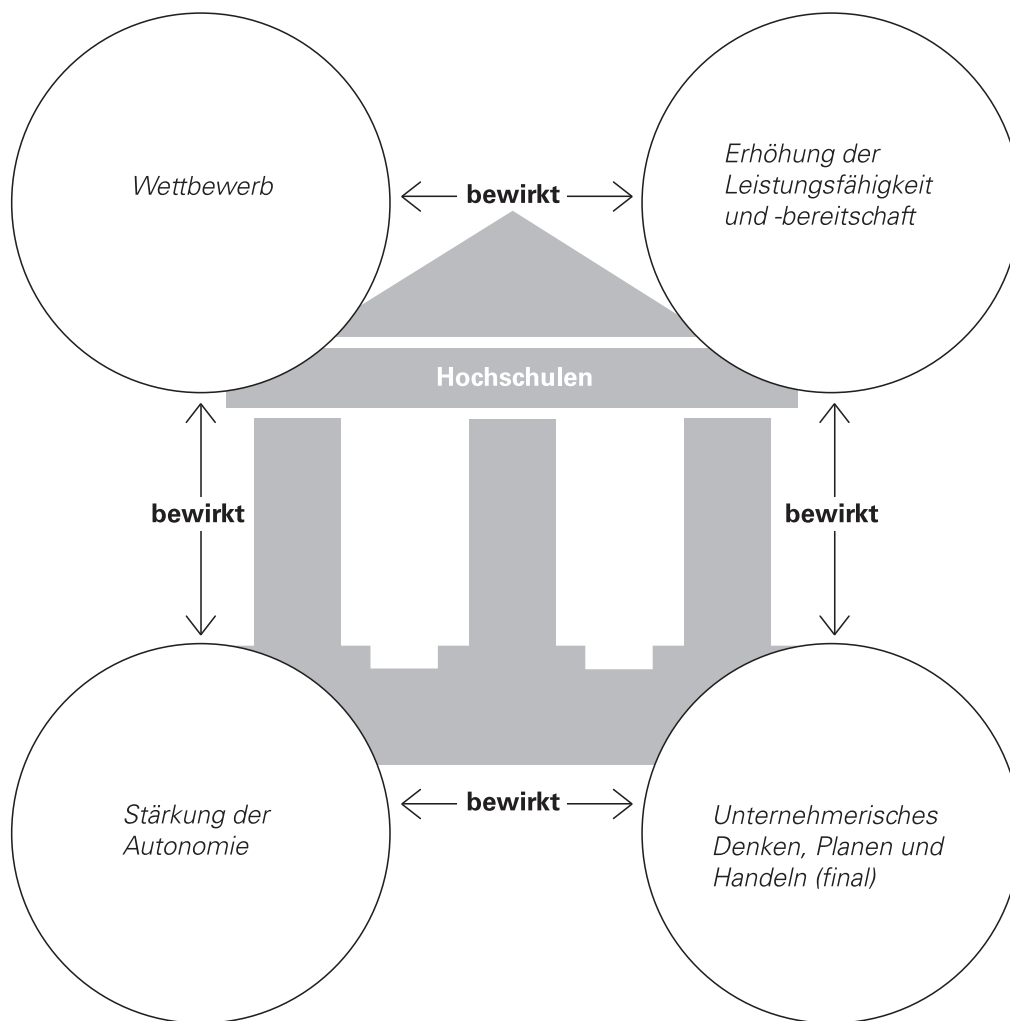 Wettbewerb
bewirkt
Erhöhung der
Leistungsfähigkeit
und -bereitschaft
Hochschulen
bewirkt
bewirkt
Stärkung der
Autonomie
bewirkt
Unternehmerisches
Denken, Planen und
Handeln (final)